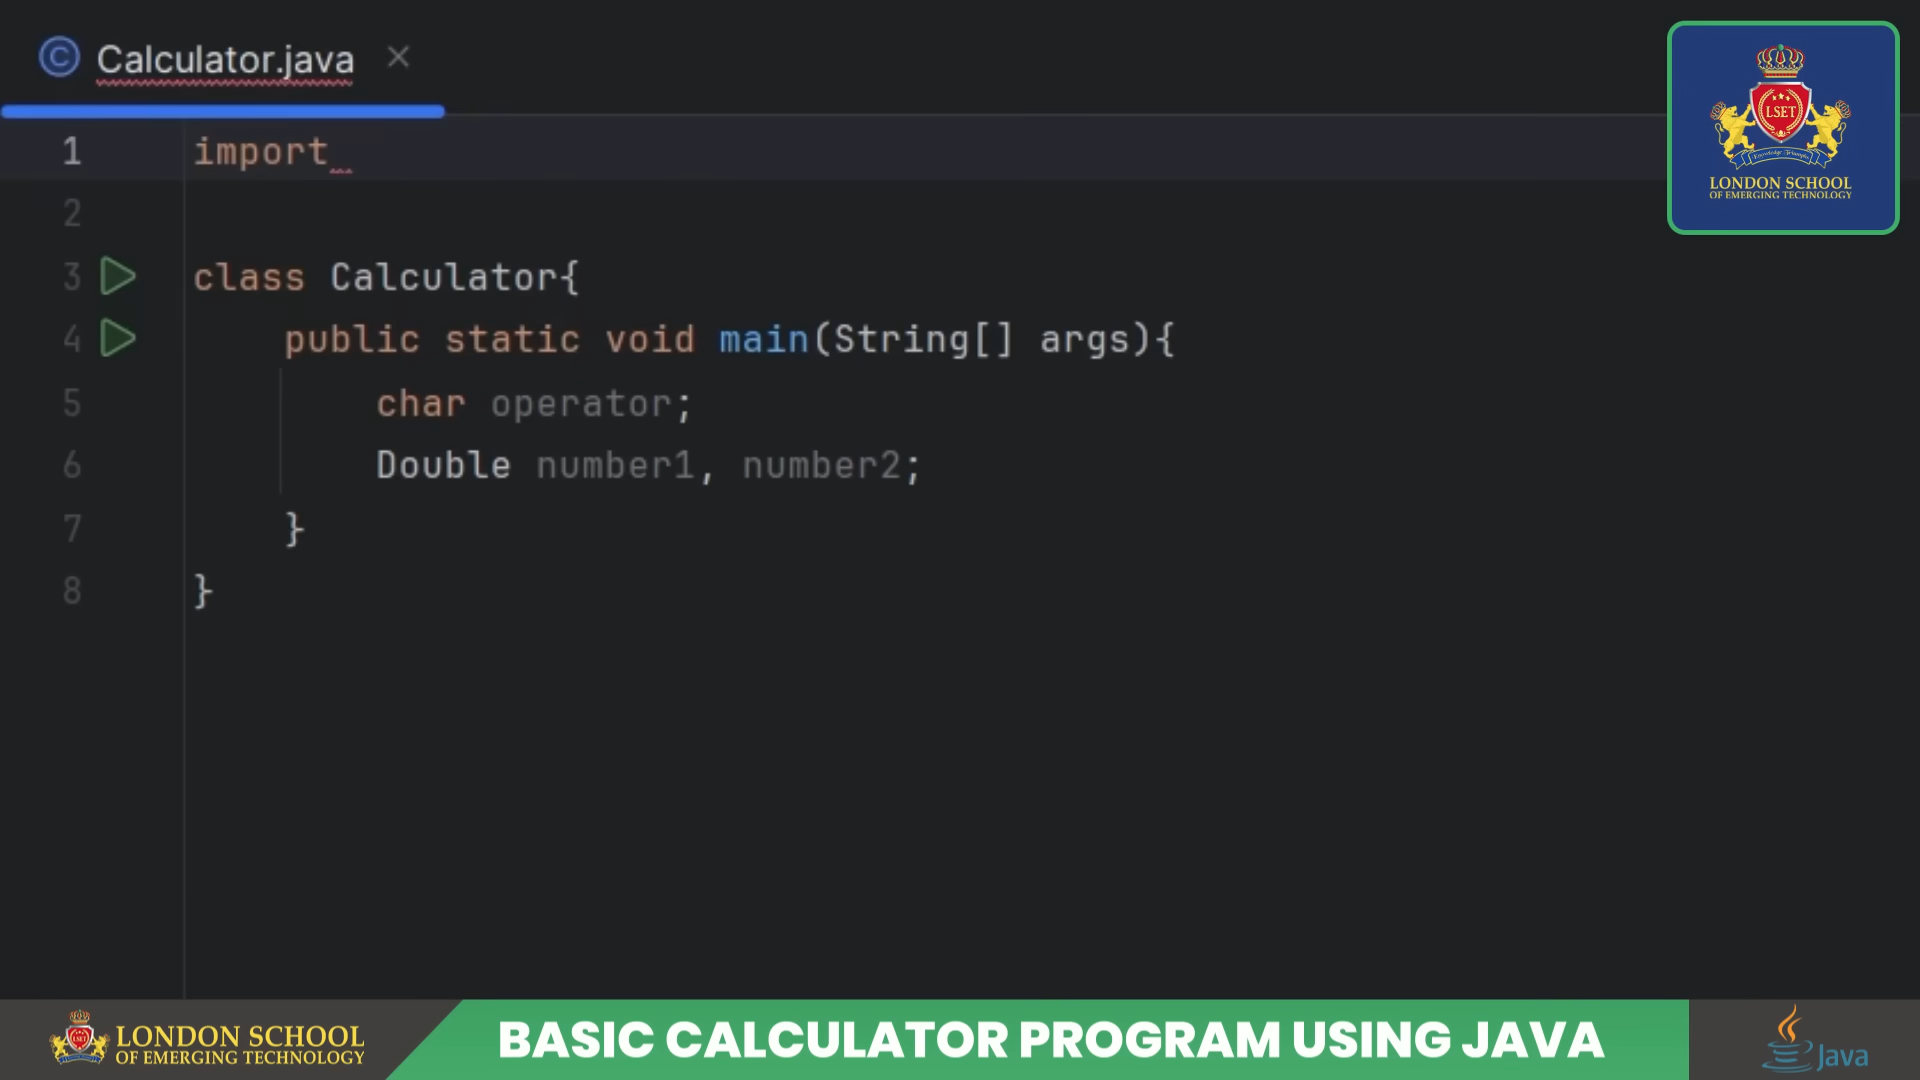 Calculator.java
LSET
LONDON SCHOOL
OF EMERGING TECHNOLOGY
1 import
2
3 class Calculator{
4 public static void main(String[] args){
5 char operator;
6 Double number1, number2;
7 }
8 }
LONDON SCHOOL
OF EMERGING TECHNOLOGY
BASIC CALCULATOR PROGRAM USING JAVA
Java